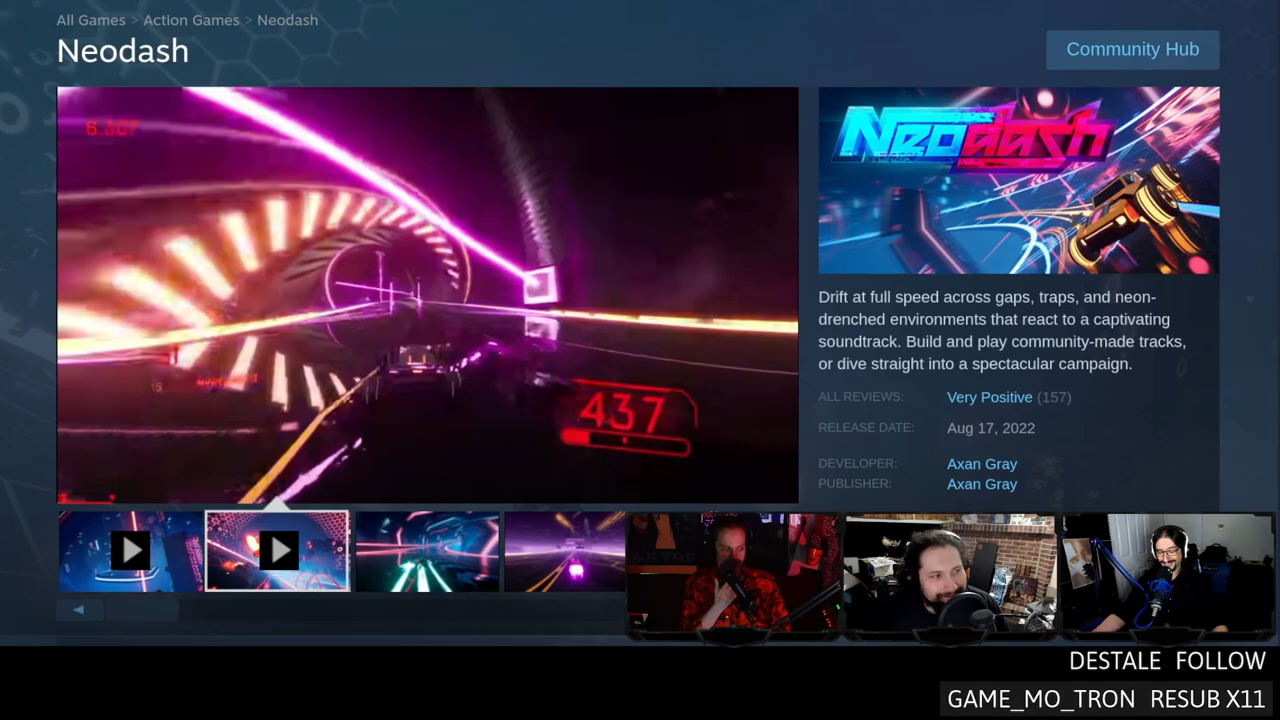 All Games > Action Games > Neodash
Neodash
Community Hub
Neodash
437
Drift at full speed across gaps, traps, and neon-
drenched environments that react to a captivating
soundtrack. Build and play community-made tracks,
or dive straight into a spectacular campaign.
ALL REVIEWS: Very Positive (157)
RELEASE DATE: Aug 17, 2022
DEVELOPER: Axan Gray
PUBLISHER: Axan Gray
DESTALE FOLLOW
GAME_MO_TRON RESUB X11